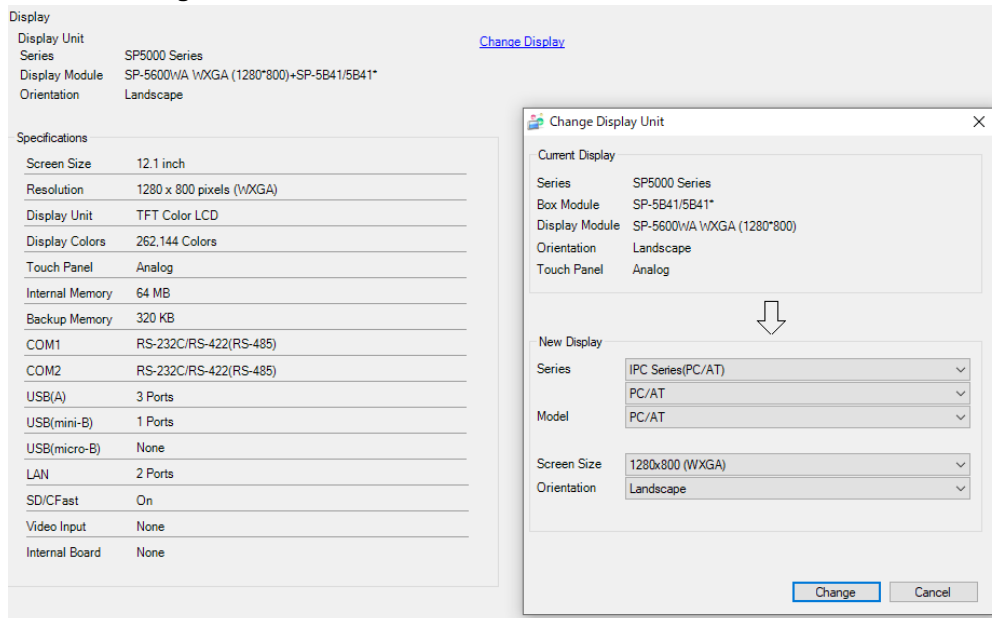 Display
Display Unit
Change Display
Series SP5000 Series
Display Module SP-5600WA WXGA (1280*800)+SP-5B41/5B41*
Orientation Landscape
Specifications
Screen Size 12.1 inch
Resolution 1280 x 800 pixels (WXGA)
Display Unit TFT Color LCD
Display Colors 262,144 Colors
Touch Panel Analog
Internal Memory 64 MB
Backup Memory 320 KB
COM1 RS-232C/RS-422(RS-485)
COM2 RS-232C/RS-422(RS-485)
USB(A) 3 Ports
USB(mini-B) 1 Ports
USB(micro-B) None
LAN 2 Ports
SD/CFast On
Video Input None
Internal Board None
Change Display Unit
Current Display
Series SP5000 Series
Box Module SP-5B41/5B41*
Display Module SP-5600WA WXGA (1280*800)
Orientation Landscape
Touch Panel Analog
New Display
Series IPC Series(PC/AT)
PC/AT
Model PC/AT
Screen Size 1280x800 (WXGA)
Orientation Landscape
Change Cancel